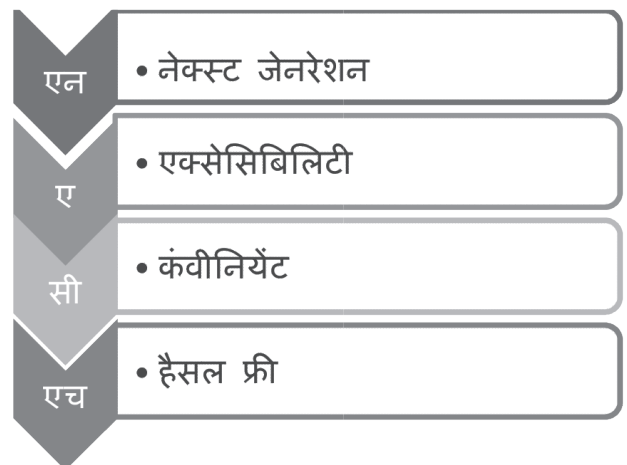 एन
• नेक्स्ट जेनरेशन
ए
• एक्सेसिबिलिटी
सी
• कंवीनियेंट
एच
• हैसल फ्री